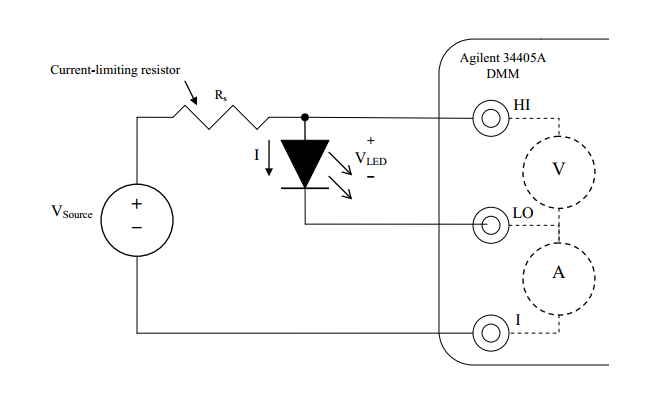 Agilent 34405A
DMM
Current-limiting resistor
Rs
HI
I
+
VLED
−
V
VSource
+
−
LO
A
I